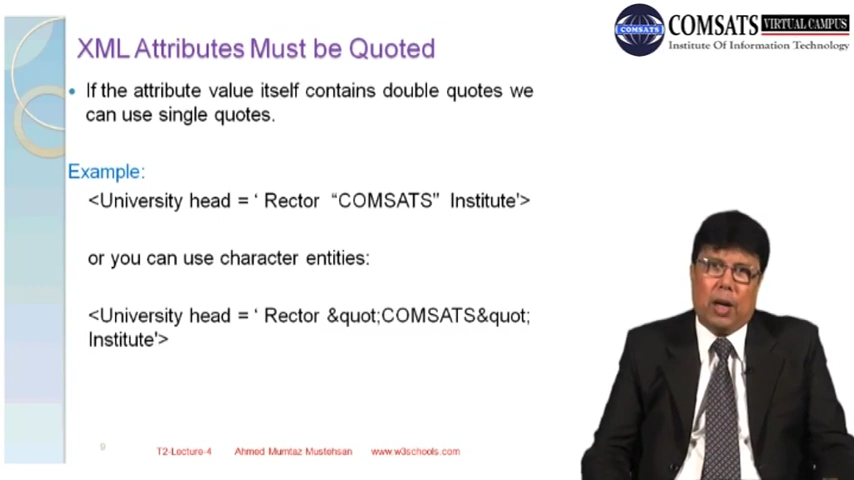 XML Attributes Must be Quoted
COMSATS
COMSATS VIRTUAL CAMPUS
Institute Of Information Technology
• If the attribute value itself contains double quotes we
can use single quotes.
Example:
<University head = ‘ Rector “COMSATS” Institute'>
or you can use character entities:
<University head = ‘ Rector &quot;COMSATS&quot;
Institute'>
9
T2-Lecture-4 Ahmed Mumtaz Mustehsan www.w3schools.com